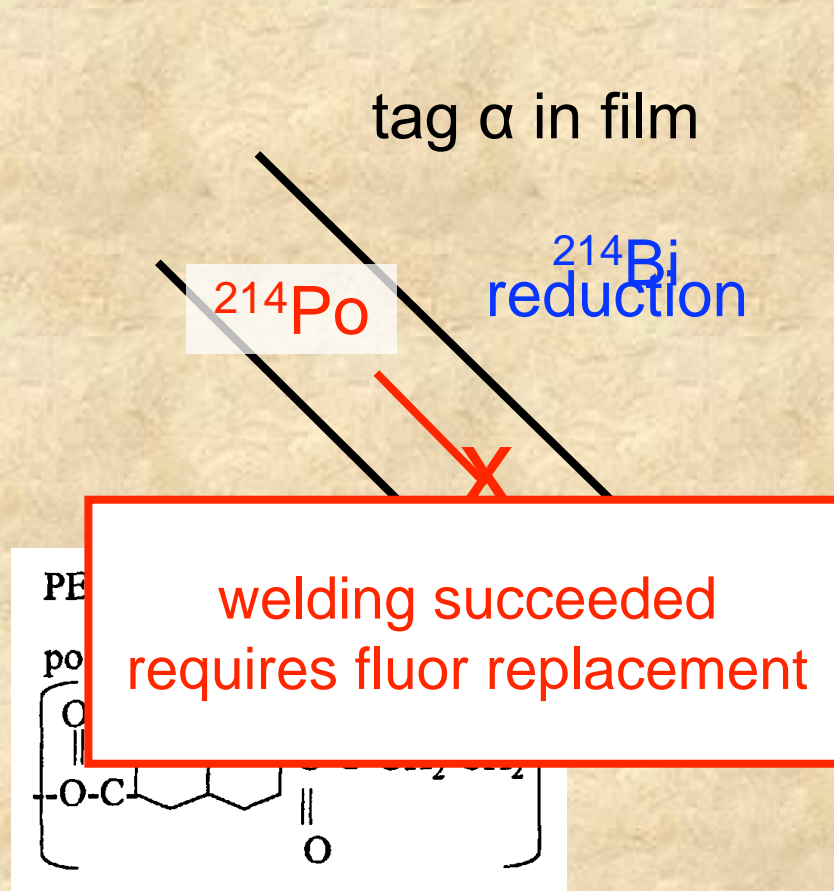 tag α in film
²¹⁴Bi
reduction
²¹⁴Po
X
welding succeeded
requires fluor replacement
PE
po
O
-O-C
O